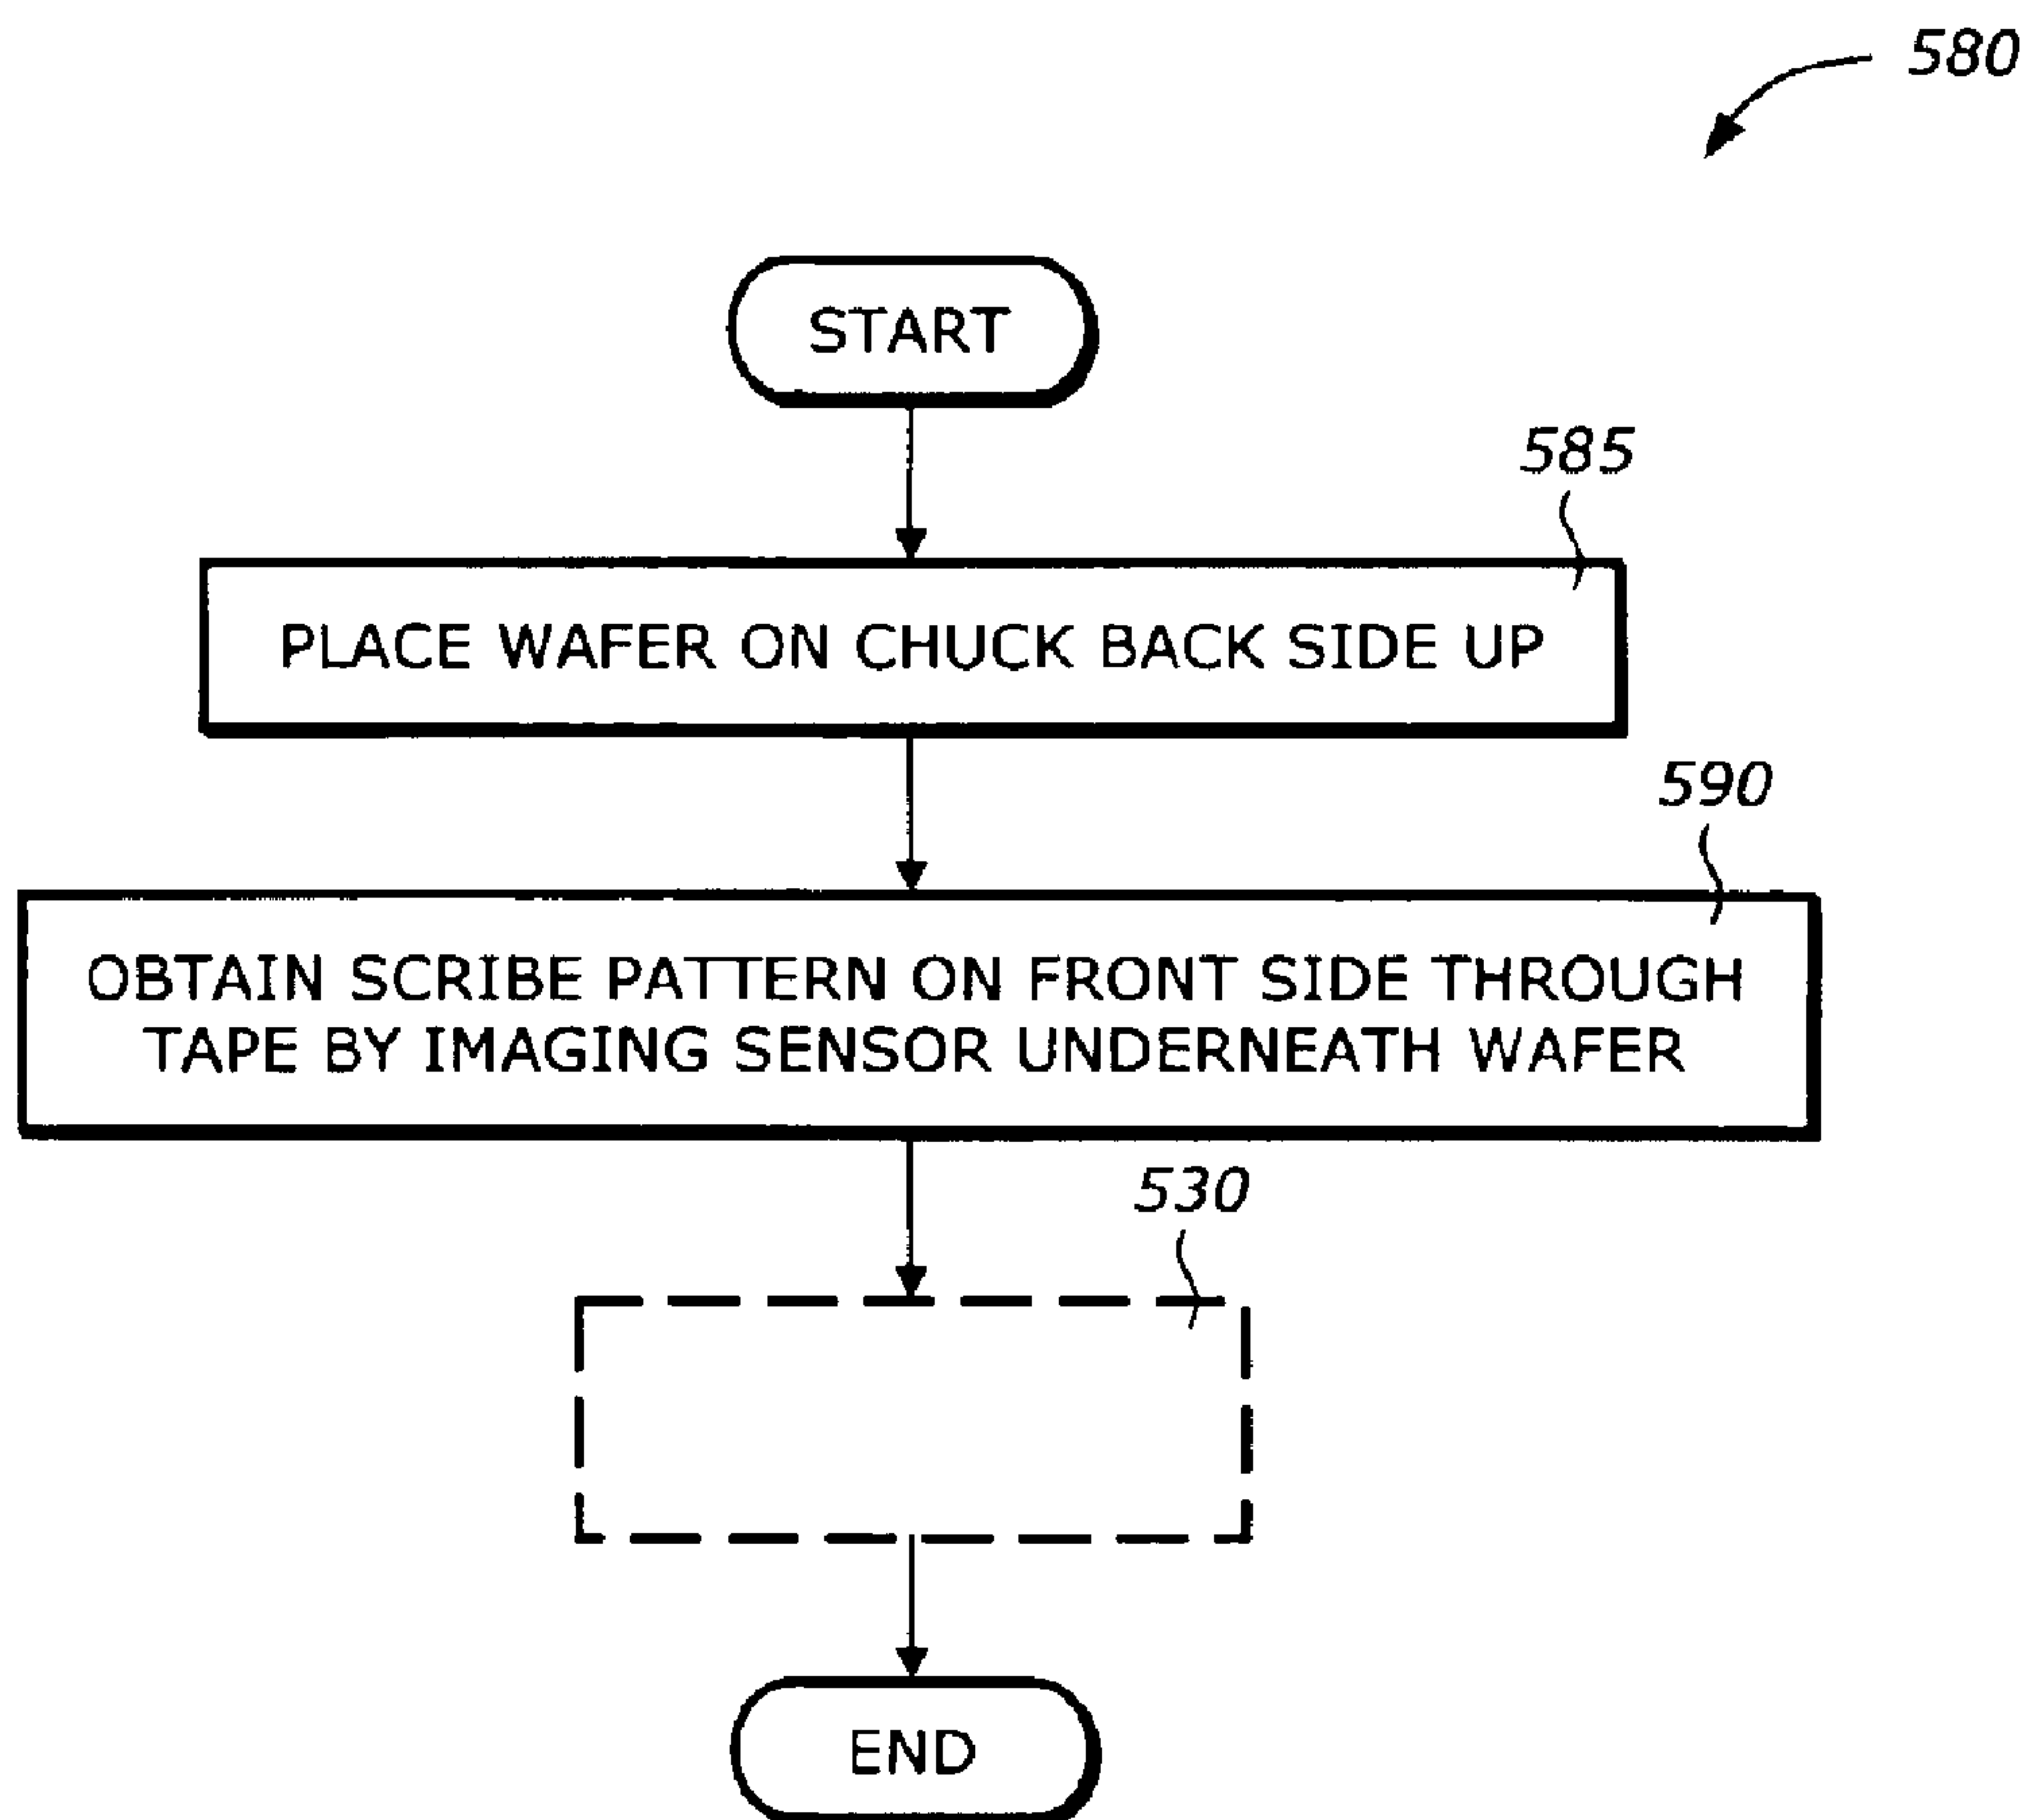 580
START
585
PLACE WAFER ON CHUCK BACK SIDE UP
590
OBTAIN SCRIBE PATTERN ON FRONT SIDE THROUGH
TAPE BY IMAGING SENSOR UNDERNEATH WAFER
530
END